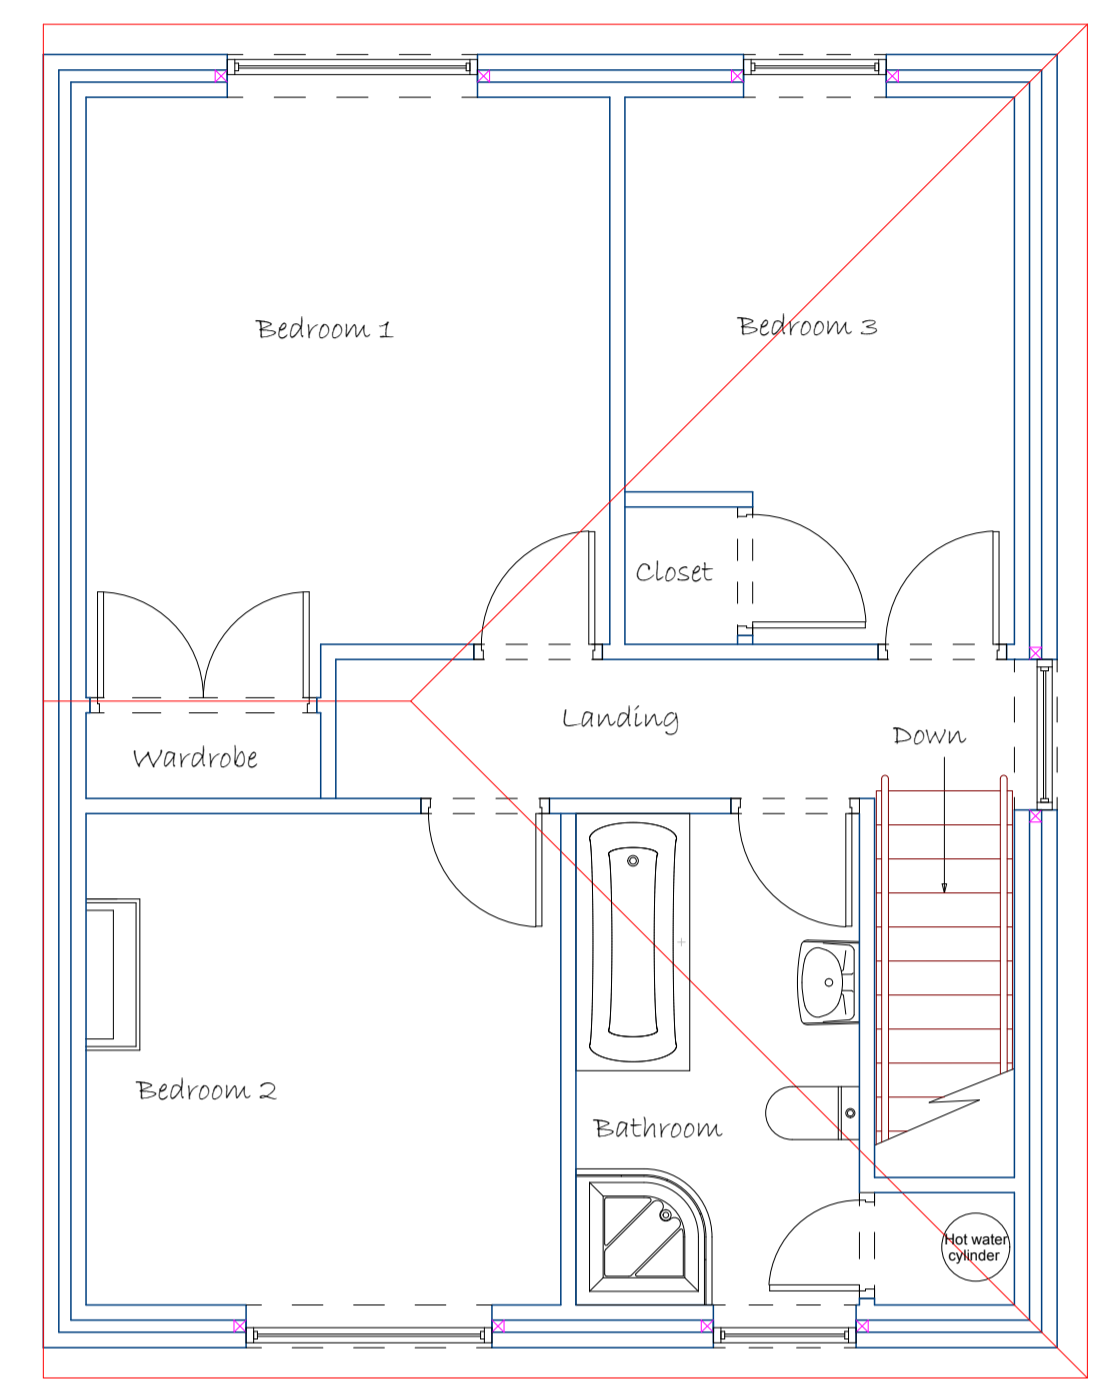 Bedroom 1
Bedroom 3
Closet
Landing
Down
Wardrobe
Bedroom 2
Bathroom
Hot water
cylinder